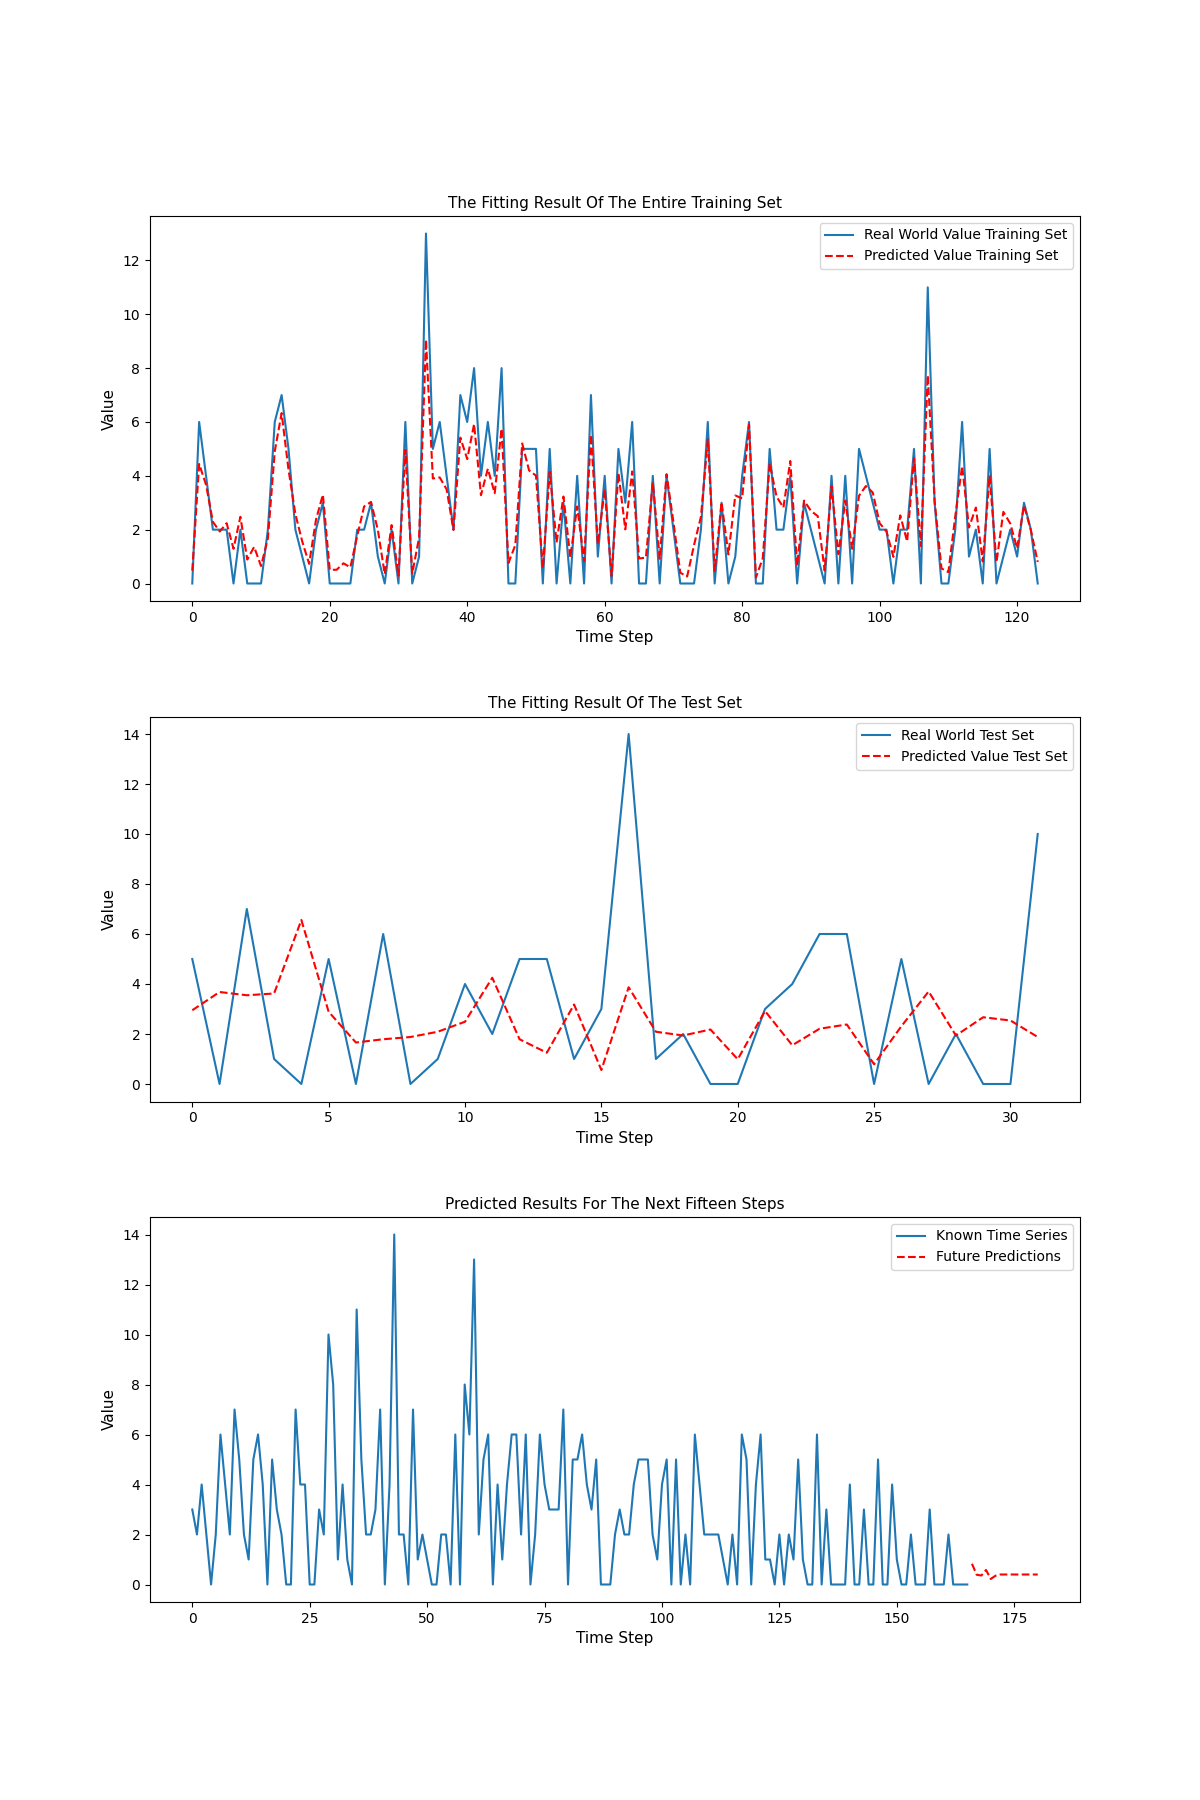 The Fitting Result Of The Entire Training Set
Real World Value Training Set
Predicted Value Training Set
Value
12
10
8
6
4
2
0
0 20 40 60 80 100 120
Time Step
The Fitting Result Of The Test Set
Real World Test Set
Predicted Value Test Set
Value
14
12
10
8
6
4
2
0
0 5 10 15 20 25 30
Time Step
Predicted Results For The Next Fifteen Steps
Known Time Series
Future Predictions
Value
14
12
10
8
6
4
2
0
0 25 50 75 100 125 150 175
Time Step